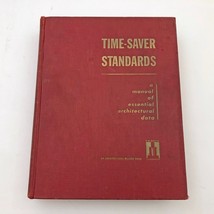 TIME-SAVER
STANDARDS
a
manual
of
essential
architectural
data